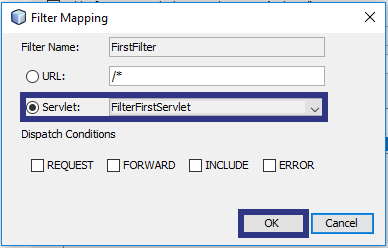 Filter Mapping
Filter Name: FirstFilter
URL: /*
Servlet: FilterFirstServlet
Dispatch Conditions
REQUEST FORWARD INCLUDE ERROR
OK Cancel